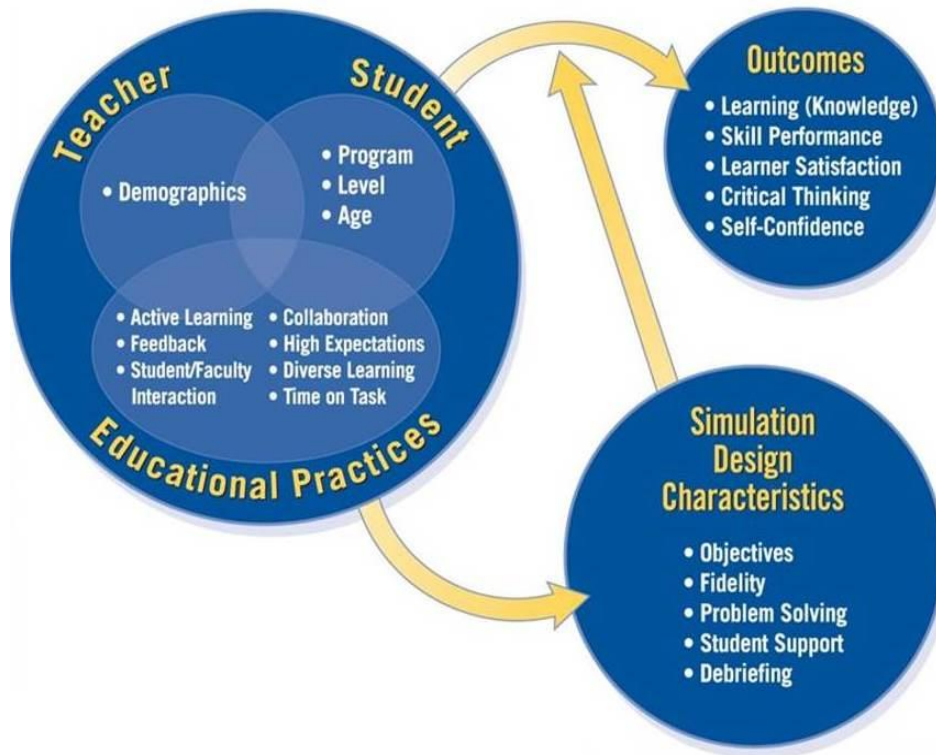 Teacher
Student
• Demographics
• Program
• Level
• Age
• Active Learning
• Feedback
• Student/Faculty
Interaction
• Collaboration
• High Expectations
• Diverse Learning
• Time on Task
Educational Practices
Outcomes
• Learning (Knowledge)
• Skill Performance
• Learner Satisfaction
• Critical Thinking
• Self-Confidence
Simulation
Design
Characteristics
• Objectives
• Fidelity
• Problem Solving
• Student Support
• Debriefing